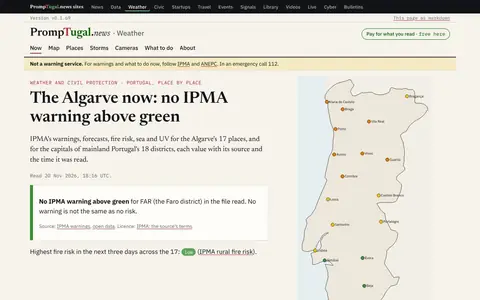 PrompTugal.news sites News Data Weather Civic Startups Travel Events Signals Library Videos Live Cyber Bulletins
Version v0.1.69 This page as markdown
PrompTugal.news · Weather
Pay for what you read · free here
Now Map Places Storms Cameras What to do About
Not a warning service. For warnings and what to do now, follow IPMA and ANEPC. In an emergency call 112.
WEATHER AND CIVIL PROTECTION · PORTUGAL, PLACE BY PLACE
The Algarve now: no IPMA
warning above green
IPMA's warnings, forecasts, fire risk, sea and UV for the Algarve's 17 places, and
for the capitals of mainland Portugal's 18 districts, each value with its source and
the time it was read.
No IPMA warning above green for FAR (the Faro district) in the file read. No
warning is not the same as no risk.
Source: IPMA warnings, open data. Licence: IPMA: the source's terms.
Highest fire risk in the next three days across the 17: Low (IPMA rural fire risk).
Viana do Castelo
Bragança
Braga
Vila Real
Porto
Aveiro
Viseu
Guarda
Coimbra
Castelo Branco
Leiria
Santarém
Portalegre
Lisboa
Setúbal
Évora
Beja